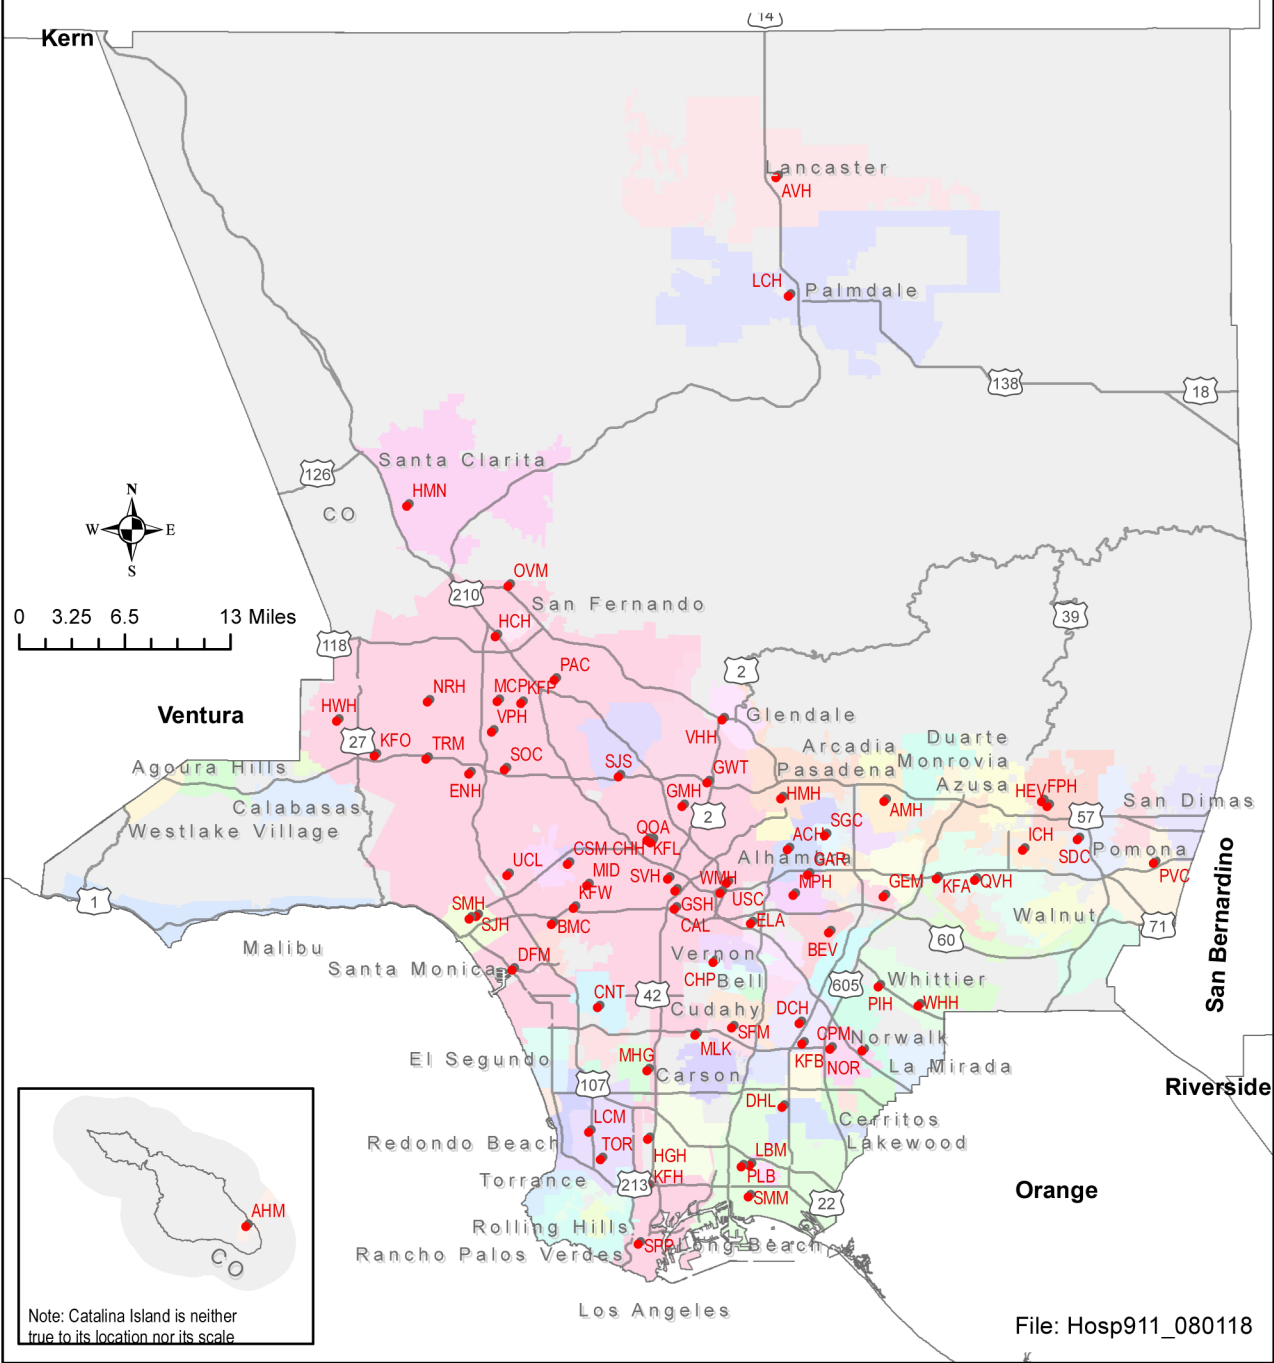 14
Kern
Lancaster
AVH
LCH
Palmdale
138
18
Santa Clarita
126
HMN
CO
N
W E
S
OVM
210
San Fernando
0 3.25 6.5 13 Miles
HCH
39
118
PAC
2
NRH
MCP
KFP
HWH
Ventura
VPH
Glendale
VHH
27
KFO
TRM
SOC
SJS
GWT
Arcadia
Duarte
Monrovia
Pasadena
Agoura Hills
ENH
GMH
HMH
AMH
Azusa
HEV
FPH
San Dimas
Calabasas
Westlake Village
2
57
QOA
CSM
CHH
KFL
ACH
SGC
ICH
SDC
Pomona
PVC
UCL
MID
SVH
WMH
Alhambra
GAR
MPH
GEM
KFA
QVH
KFW
GSH
USC
1
SMH
SJH
BMC
CAL
ELA
Walnut
71
San Bernardino
BEV
60
Malibu
Santa Monica
DFM
Vernon
CHP
Bell
605
Whittier
PIH
WHH
CNT
42
Cudahy
DCH
SFM
CPM
Norwalk
MLK
KFB
NOR
La Mirada
El Segundo
MHG
Carson
107
Riverside
DHL
LCM
Cerritos
Lakewood
Redondo Beach
TOR
HGH
LBM
KFH
PLB
213
Torrance
SMM
22
Orange
AHM
Rolling Hills
SPP
Long Beach
Rancho Palos Verdes
CO
Los Angeles
Note: Catalina Island is neither
true to its location nor its scale
File: Hosp911_080118